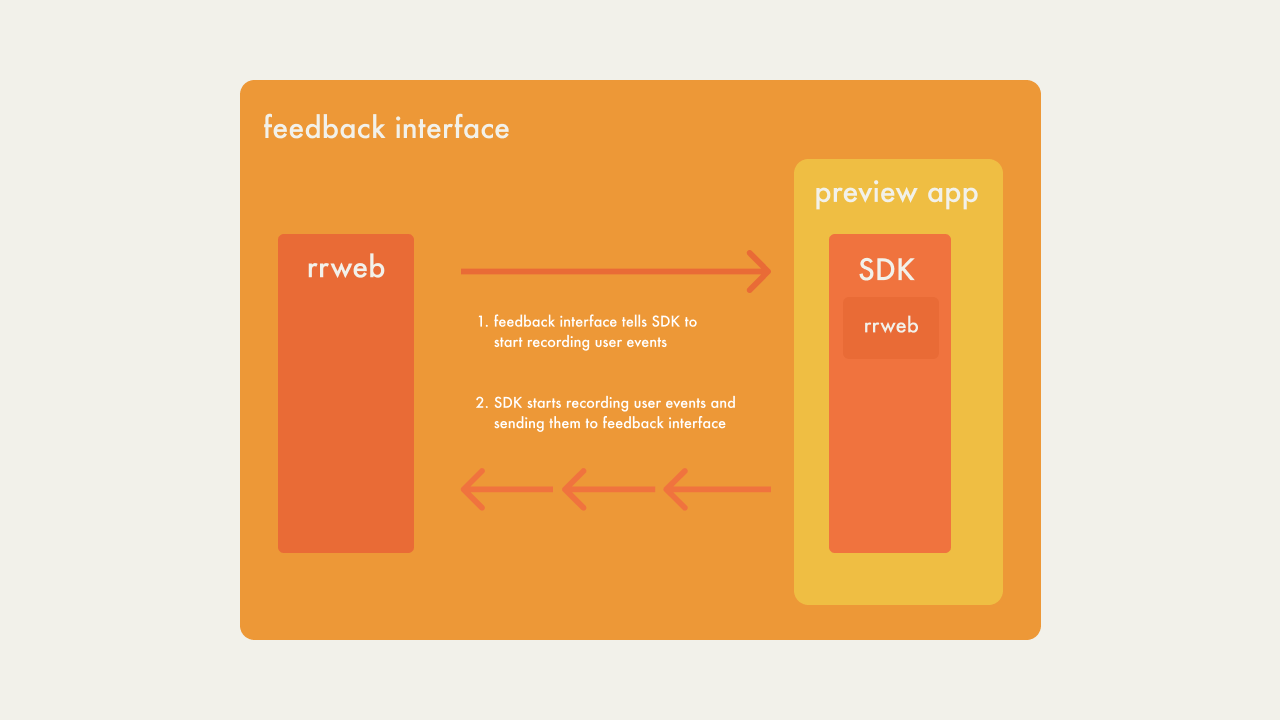 feedback interface
preview app
rrweb
SDK
rrweb
1. feedback interface tells SDK to
start recording user events
2. SDK starts recording user events and
sending them to feedback interface